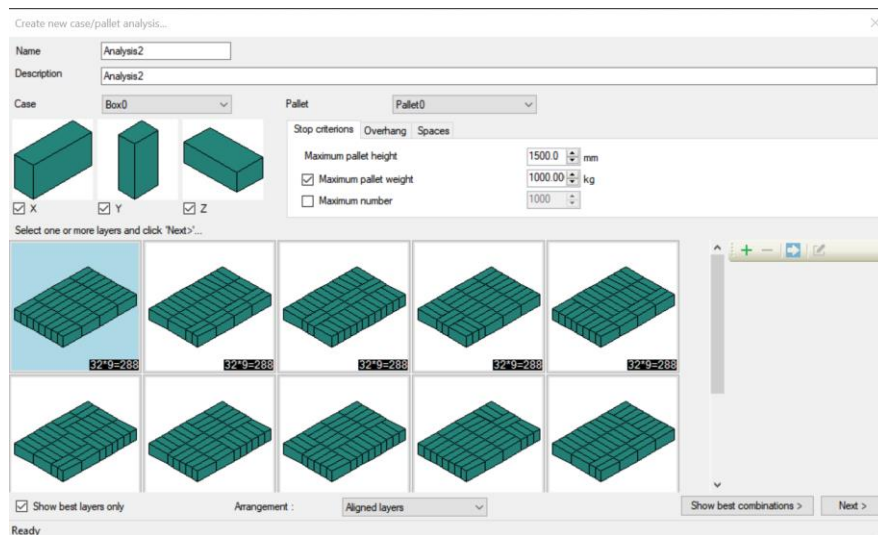 Create new case/pallet analysis...
Name Analysis2
Description Analysis2
Case Box0 Pallet Pallet0
Stop criterions Overhang Spaces
Maximum pallet height 1500.0 mm
Maximum pallet weight 1000.00 kg
Maximum number 1000
X Y Z
Select one or more layers and click 'Next>'...
32*9=288 32*9=288 32*9=288 32*9=288 32*9=288
Show best layers only Arrangement : Aligned layers Show best combinations > Next >
Ready